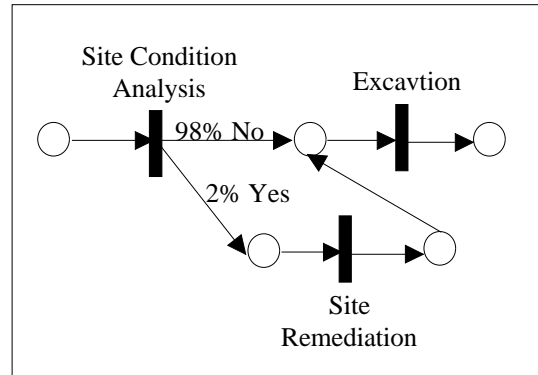 Site Condition
Analysis
Excavtion
98% No
2% Yes
Site
Remediation